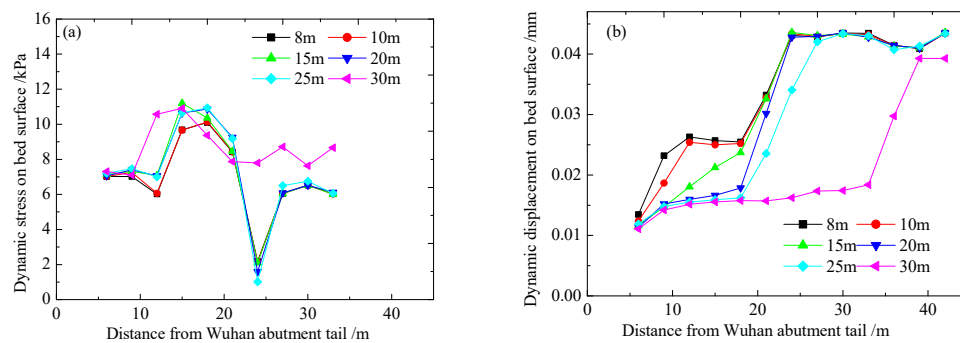 (a)
8m 10m
15m 20m
25m 30m
16
14
12
10
8
6
4
2
0
0 10 20 30 40
Dynamic stress on bed surface /kPa
Distance from Wuhan abutment tail /m
(b)
0.04
0.03
0.02
0.01
0.00
0 10 20 30 40
8m 10m
15m 20m
25m 30m
Dynamic displacement on bed surface/mm
Distance from Wuhan abutment tail /m